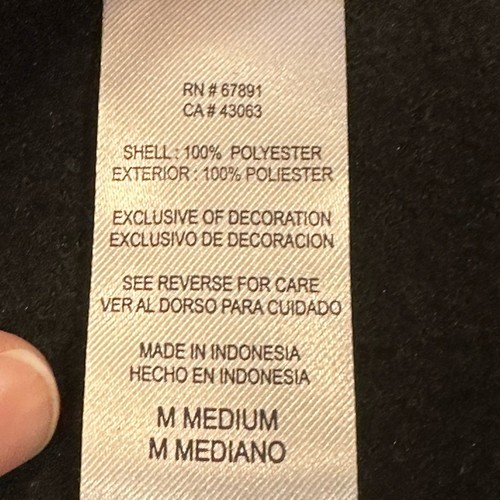 RN # 67891
CA # 43063
SHELL : 100% POLYESTER
EXTERIOR : 100% POLIESTER
EXCLUSIVE OF DECORATION
EXCLUSIVO DE DECORACION
SEE REVERSE FOR CARE
VER AL DORSO PARA CUIDADO
MADE IN INDONESIA
HECHO EN INDONESIA
M MEDIUM
M MEDIANO